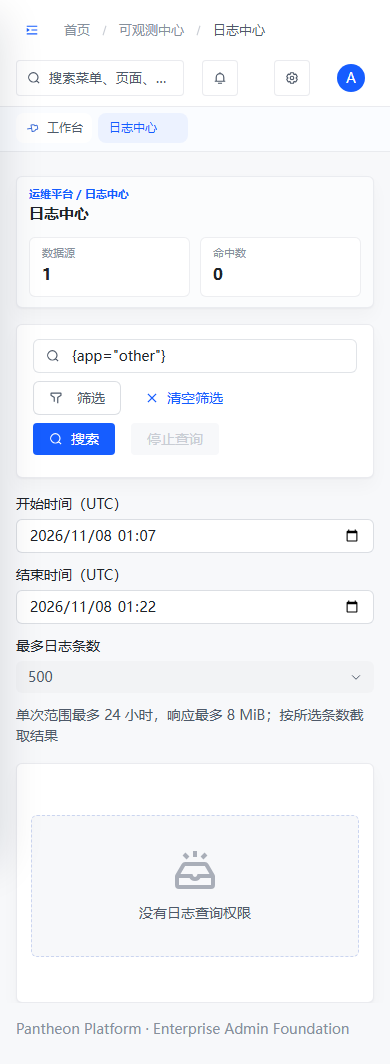 首页 / 可观测中心 / 日志中心
搜索菜单、页面、...
A
工作台
日志中心
运维平台 / 日志中心
日志中心
数据源
1
命中数
0
{app="other"}
筛选
清空筛选
搜索
停止查询
开始时间（UTC）
2026/11/08 01:07
结束时间（UTC）
2026/11/08 01:22
最多日志条数
500
单次范围最多 24 小时，响应最多 8 MiB；按所选条数截
取结果
没有日志查询权限
Pantheon Platform · Enterprise Admin Foundation